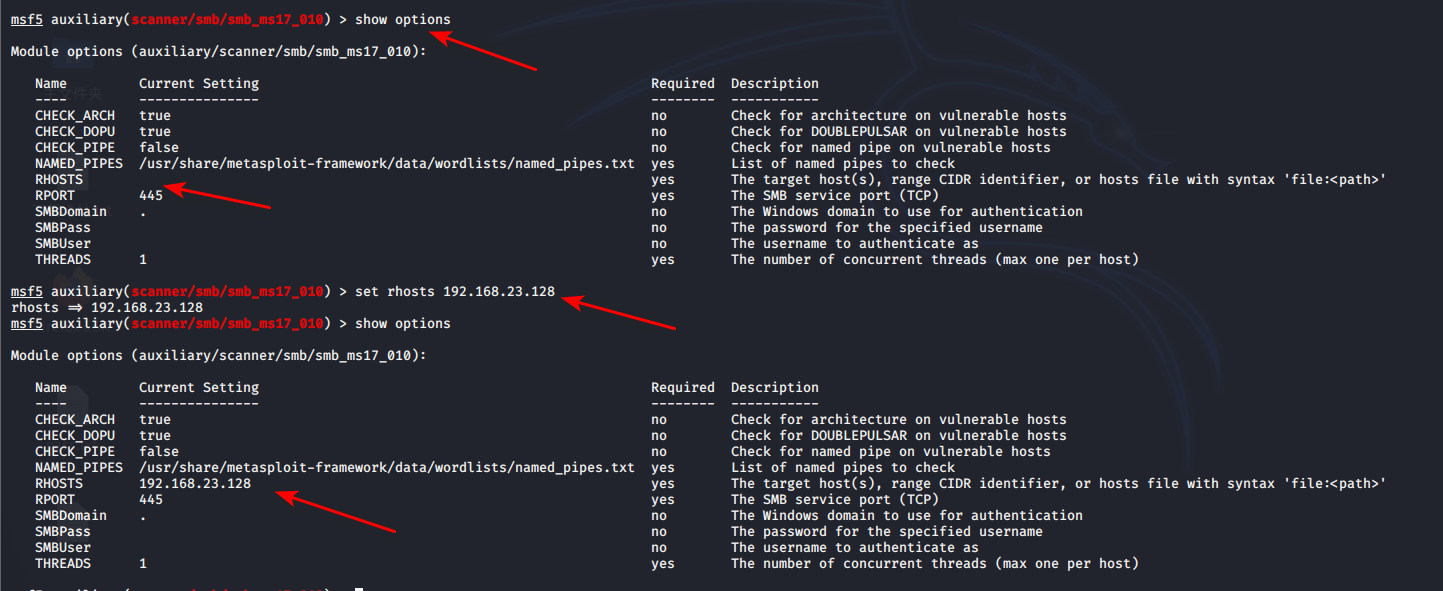 msf5 auxiliary(scanner/smb/smb_ms17_010) > show options
Module options (auxiliary/scanner/smb/smb_ms17_010):
Name Current Setting Required Description
---- --------------- -------- -----------
CHECK_ARCH true no Check for architecture on vulnerable hosts
CHECK_DOPU true no Check for DOUBLEPULSAR on vulnerable hosts
CHECK_PIPE false no Check for named pipe on vulnerable hosts
NAMED_PIPES /usr/share/metasploit-framework/data/wordlists/named_pipes.txt yes List of named pipes to check
RHOSTS yes The target host(s), range CIDR identifier, or hosts file with syntax 'file:<path>'
RPORT 445 yes The SMB service port (TCP)
SMBDomain . no The Windows domain to use for authentication
SMBPass no The password for the specified username
SMBUser no The username to authenticate as
THREADS 1 yes The number of concurrent threads (max one per host)
msf5 auxiliary(scanner/smb/smb_ms17_010) > set rhosts 192.168.23.128
rhosts => 192.168.23.128
msf5 auxiliary(scanner/smb/smb_ms17_010) > show options
Module options (auxiliary/scanner/smb/smb_ms17_010):
Name Current Setting Required Description
---- --------------- -------- -----------
CHECK_ARCH true no Check for architecture on vulnerable hosts
CHECK_DOPU true no Check for DOUBLEPULSAR on vulnerable hosts
CHECK_PIPE false no Check for named pipe on vulnerable hosts
NAMED_PIPES /usr/share/metasploit-framework/data/wordlists/named_pipes.txt yes List of named pipes to check
RHOSTS 192.168.23.128 yes The target host(s), range CIDR identifier, or hosts file with syntax 'file:<path>'
RPORT 445 yes The SMB service port (TCP)
SMBDomain . no The Windows domain to use for authentication
SMBPass no The password for the specified username
SMBUser no The username to authenticate as
THREADS 1 yes The number of concurrent threads (max one per host)